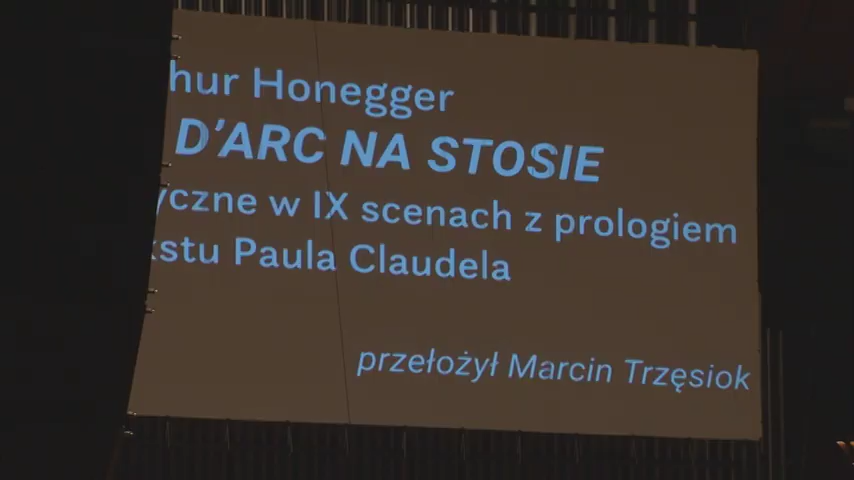 hur Honegger
D'ARC NA STOSIE
yczne w IX scenach z prologiem
kstu Paula Claudela
przełożył Marcin Trzęsiok